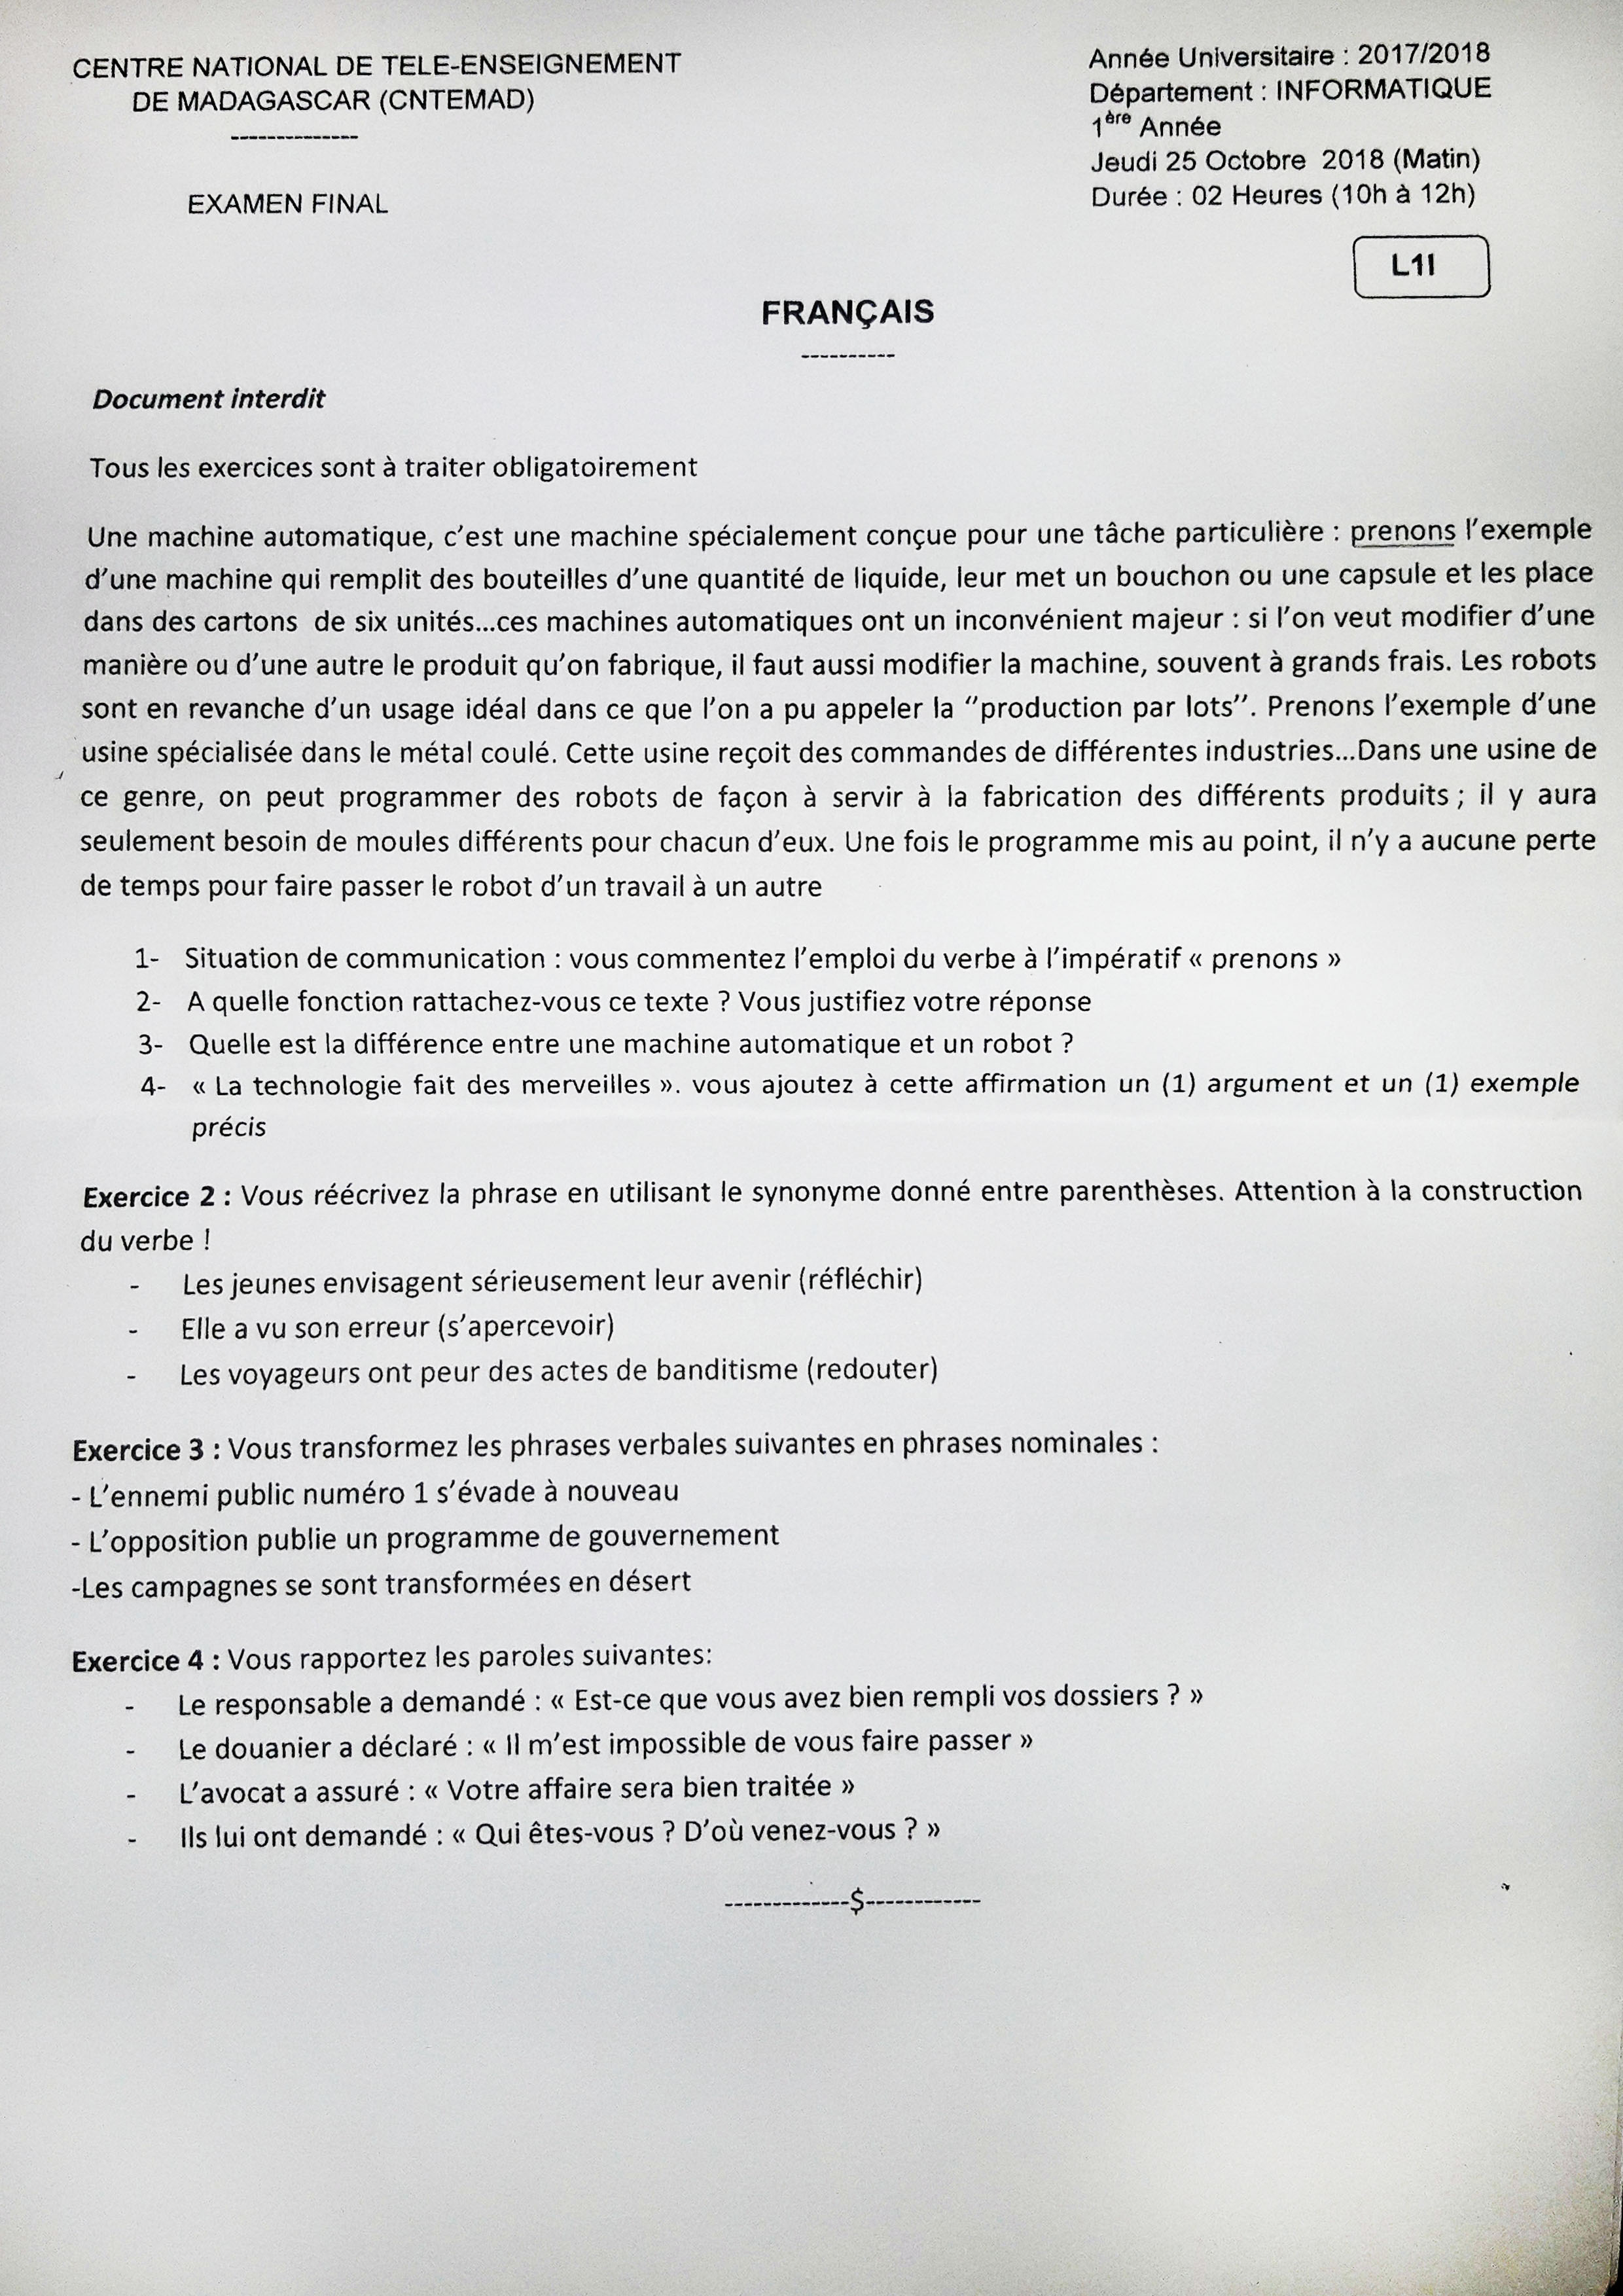 CENTRE NATIONAL DE TELE-ENSEIGNEMENT
DE MADAGASCAR (CNTEMAD)
--------------
EXAMEN FINAL
Année Universitaire : 2017/2018
Département : INFORMATIQUE
1ère Année
Jeudi 25 Octobre 2018 (Matin)
Durée : 02 Heures (10h à 12h)
L1I
FRANÇAIS
----------
Document interdit
Tous les exercices sont à traiter obligatoirement
Une machine automatique, c’est une machine spécialement conçue pour une tâche particulière : prenons l’exemple
d’une machine qui remplit des bouteilles d’une quantité de liquide, leur met un bouchon ou une capsule et les place
dans des cartons de six unités...ces machines automatiques ont un inconvénient majeur : si l’on veut modifier d’une
manière ou d’une autre le produit qu’on fabrique, il faut aussi modifier la machine, souvent à grands frais. Les robots
sont en revanche d’un usage idéal dans ce que l’on a pu appeler la ‘’production par lots’’. Prenons l’exemple d’une
usine spécialisée dans le métal coulé. Cette usine reçoit des commandes de différentes industries...Dans une usine de
ce genre, on peut programmer des robots de façon à servir à la fabrication des différents produits ; il y aura
seulement besoin de moules différents pour chacun d’eux. Une fois le programme mis au point, il n’y a aucune perte
de temps pour faire passer le robot d’un travail à un autre
1- Situation de communication : vous commentez l’emploi du verbe à l’impératif « prenons »
2- A quelle fonction rattachez-vous ce texte ? Vous justifiez votre réponse
3- Quelle est la différence entre une machine automatique et un robot ?
4- « La technologie fait des merveilles ». vous ajoutez à cette affirmation un (1) argument et un (1) exemple
précis
Exercice 2 : Vous réécrivez la phrase en utilisant le synonyme donné entre parenthèses. Attention à la construction
du verbe !
- Les jeunes envisagent sérieusement leur avenir (réfléchir)
- Elle a vu son erreur (s’apercevoir)
- Les voyageurs ont peur des actes de banditisme (redouter)
Exercice 3 : Vous transformez les phrases verbales suivantes en phrases nominales :
- L’ennemi public numéro 1 s’évade à nouveau
- L’opposition publie un programme de gouvernement
-Les campagnes se sont transformées en désert
Exercice 4 : Vous rapportez les paroles suivantes:
- Le responsable a demandé : « Est-ce que vous avez bien rempli vos dossiers ? »
- Le douanier a déclaré : « Il m’est impossible de vous faire passer »
- L’avocat a assuré : « Votre affaire sera bien traitée »
- Ils lui ont demandé : « Qui êtes-vous ? D’où venez-vous ? »
-------------$------------